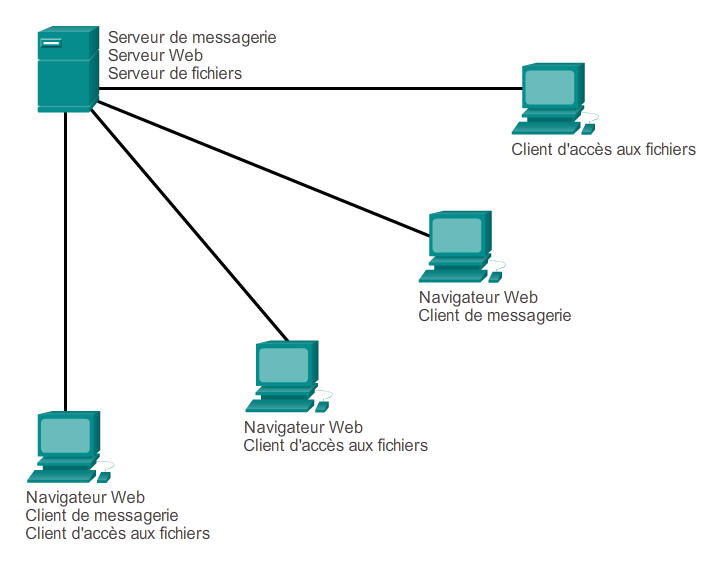 Serveur de messagerie
Serveur Web
Serveur de fichiers
Client d'accès aux fichiers
Navigateur Web
Client de messagerie
Navigateur Web
Client d'accès aux fichiers
Navigateur Web
Client de messagerie
Client d'accès aux fichiers